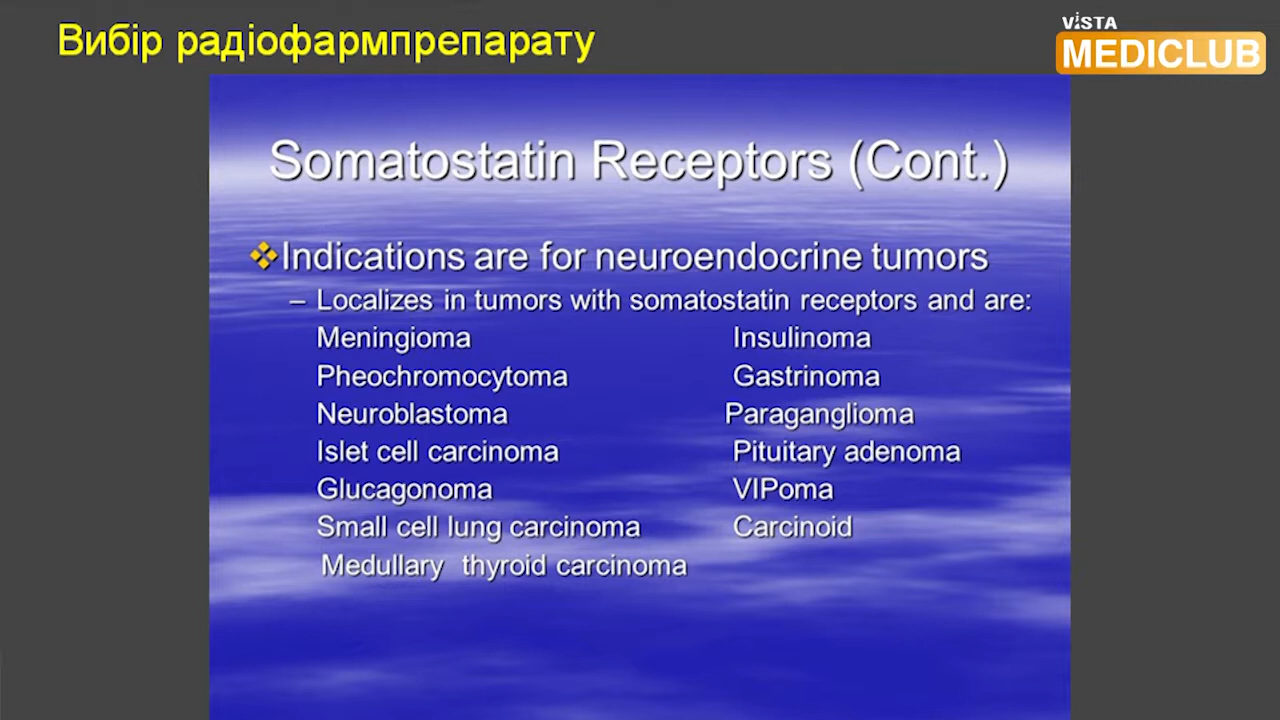 Вибір радіофармпрепарату
ViSTA
MEDICLUB
Somatostatin Receptors (Cont.)
Indications are for neuroendocrine tumors
– Localizes in tumors with somatostatin receptors and are:
Meningioma Insulinoma
Pheochromocytoma Gastrinoma
Neuroblastoma Paraganglioma
Islet cell carcinoma Pituitary adenoma
Glucagonoma VIPoma
Small cell lung carcinoma Carcinoid
Medullary thyroid carcinoma